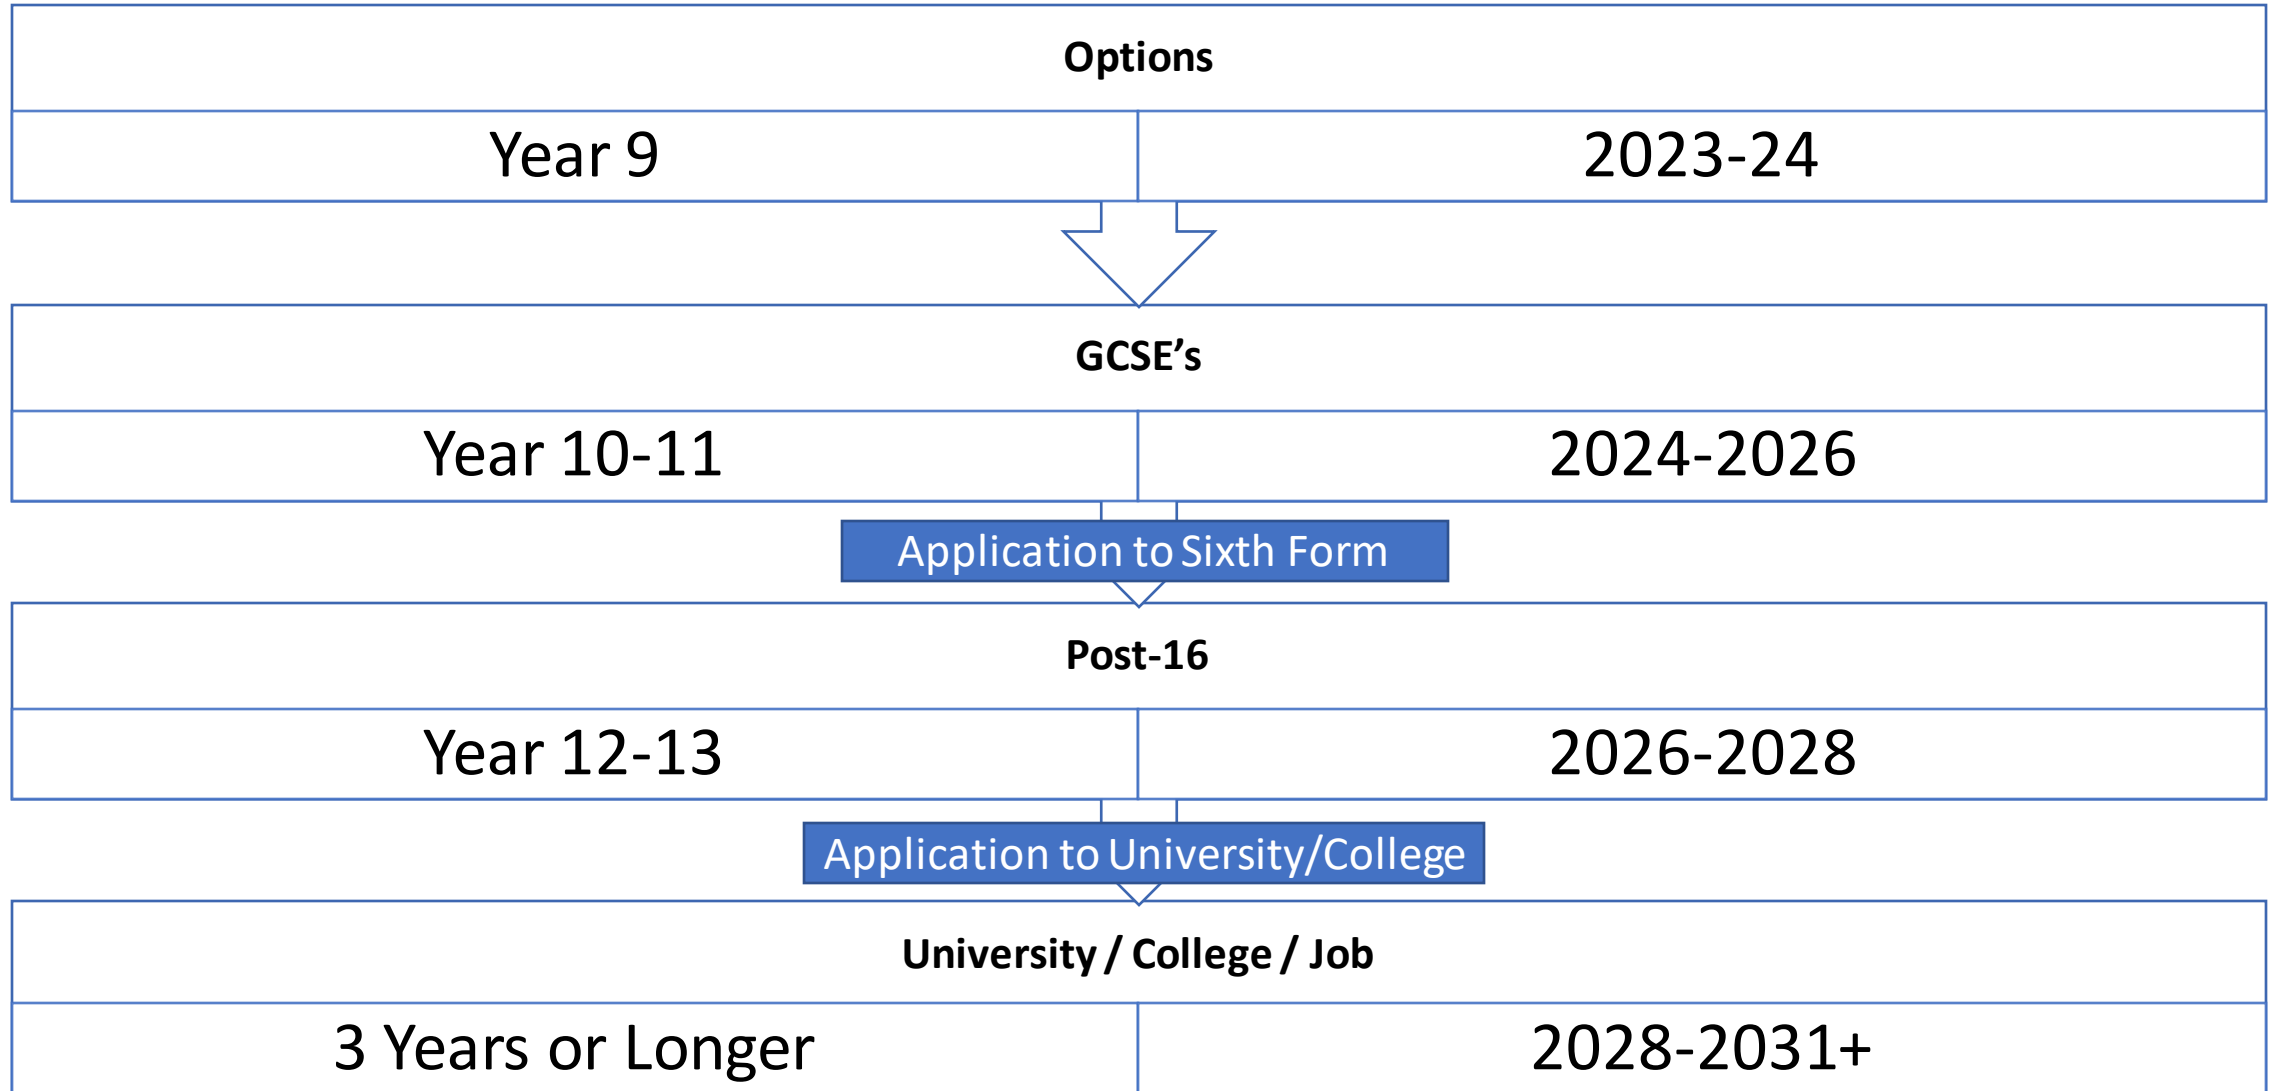 Options
Year 9 2023-24
GCSE’s
Year 10-11 2024-2026
Application to Sixth Form
Post-16
Year 12-13 2026-2028
Application to University/College
University / College / Job
3 Years or Longer 2028-2031+